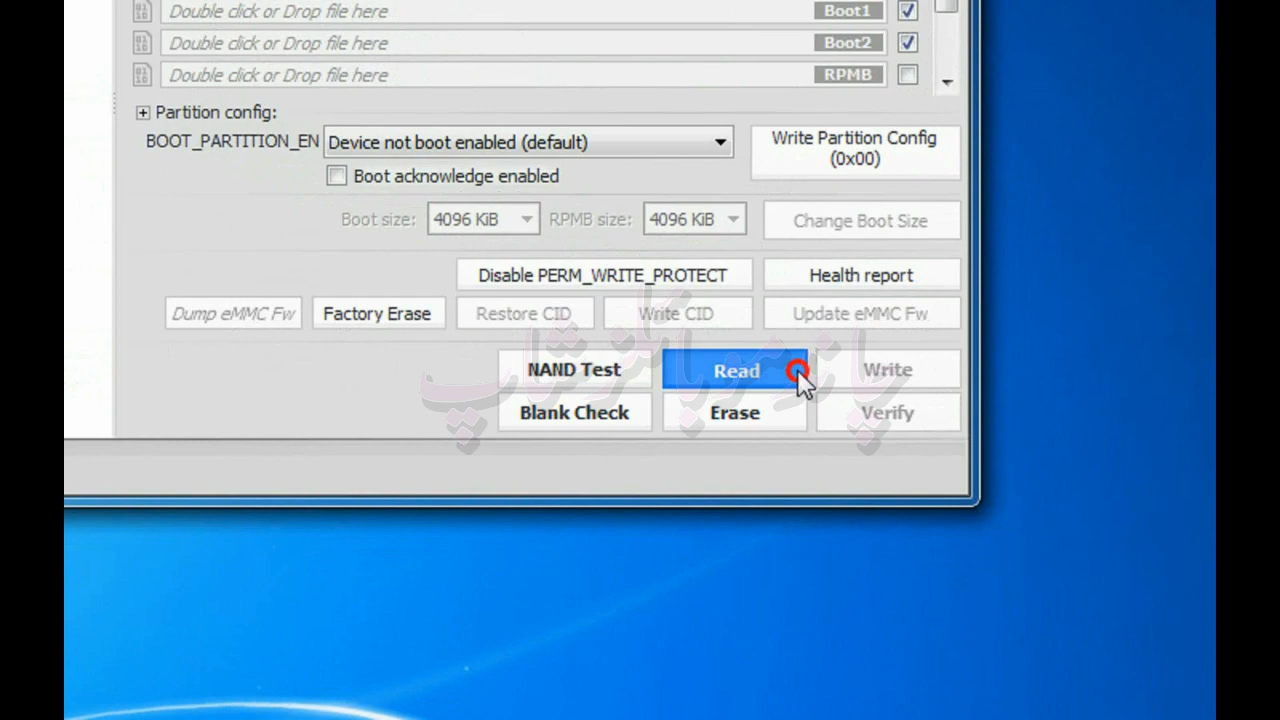 Double click or Drop file here Boot1
Double click or Drop file here Boot2
Double click or Drop file here RPMB
Partition config:
BOOT_PARTITION_EN Device not boot enabled (default) Write Partition Config (0x00)
Boot acknowledge enabled
Boot size: 4096 KiB RPMB size: 4096 KiB Change Boot Size
Disable PERM_WRITE_PROTECT Health report
Dump eMMC Fw Factory Erase Restore CID Write CID Update eMMC Fw
NAND Test Read Write
Blank Check Erase Verify